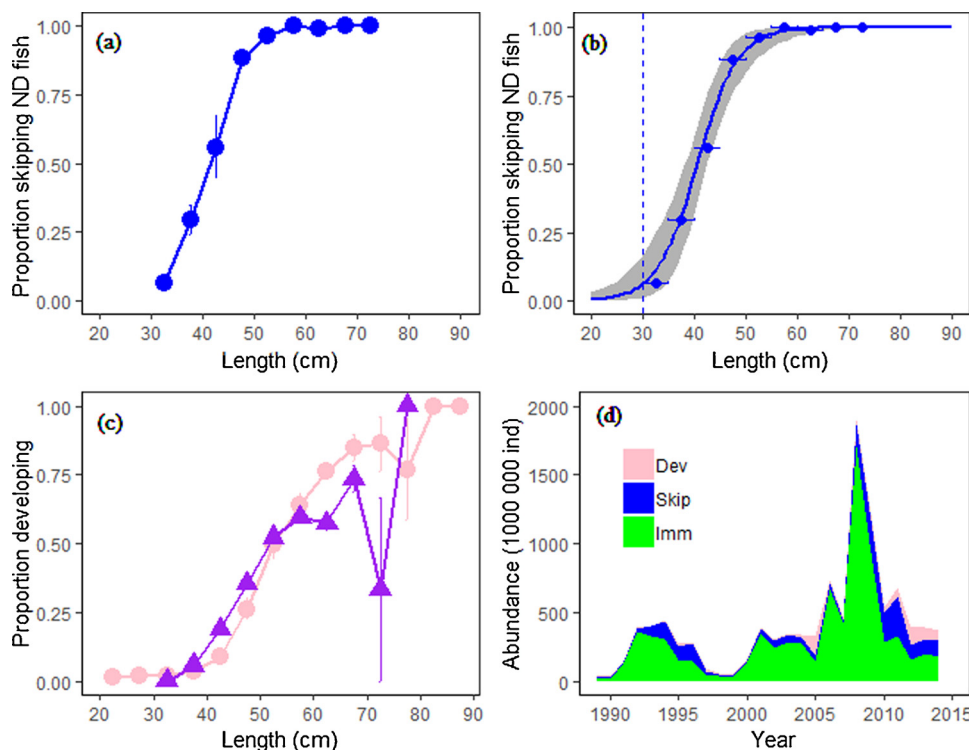 (a)
Proportion skipping ND fish
1.00
0.75
0.50
0.25
0.00
20 30 40 50 60 70 80 90
Length (cm)
(b)
Proportion skipping ND fish
1.00
0.75
0.50
0.25
0.00
20 30 40 50 60 70 80 90
Length (cm)
(c)
Proportion developing
1.00
0.75
0.50
0.25
0.00
20 30 40 50 60 70 80 90
Length (cm)
(d)
Abundance (1000 000 ind)
2000
1500
1000
500
0
Dev
Skip
Imm
1990 1995 2000 2005 2010 2015
Year